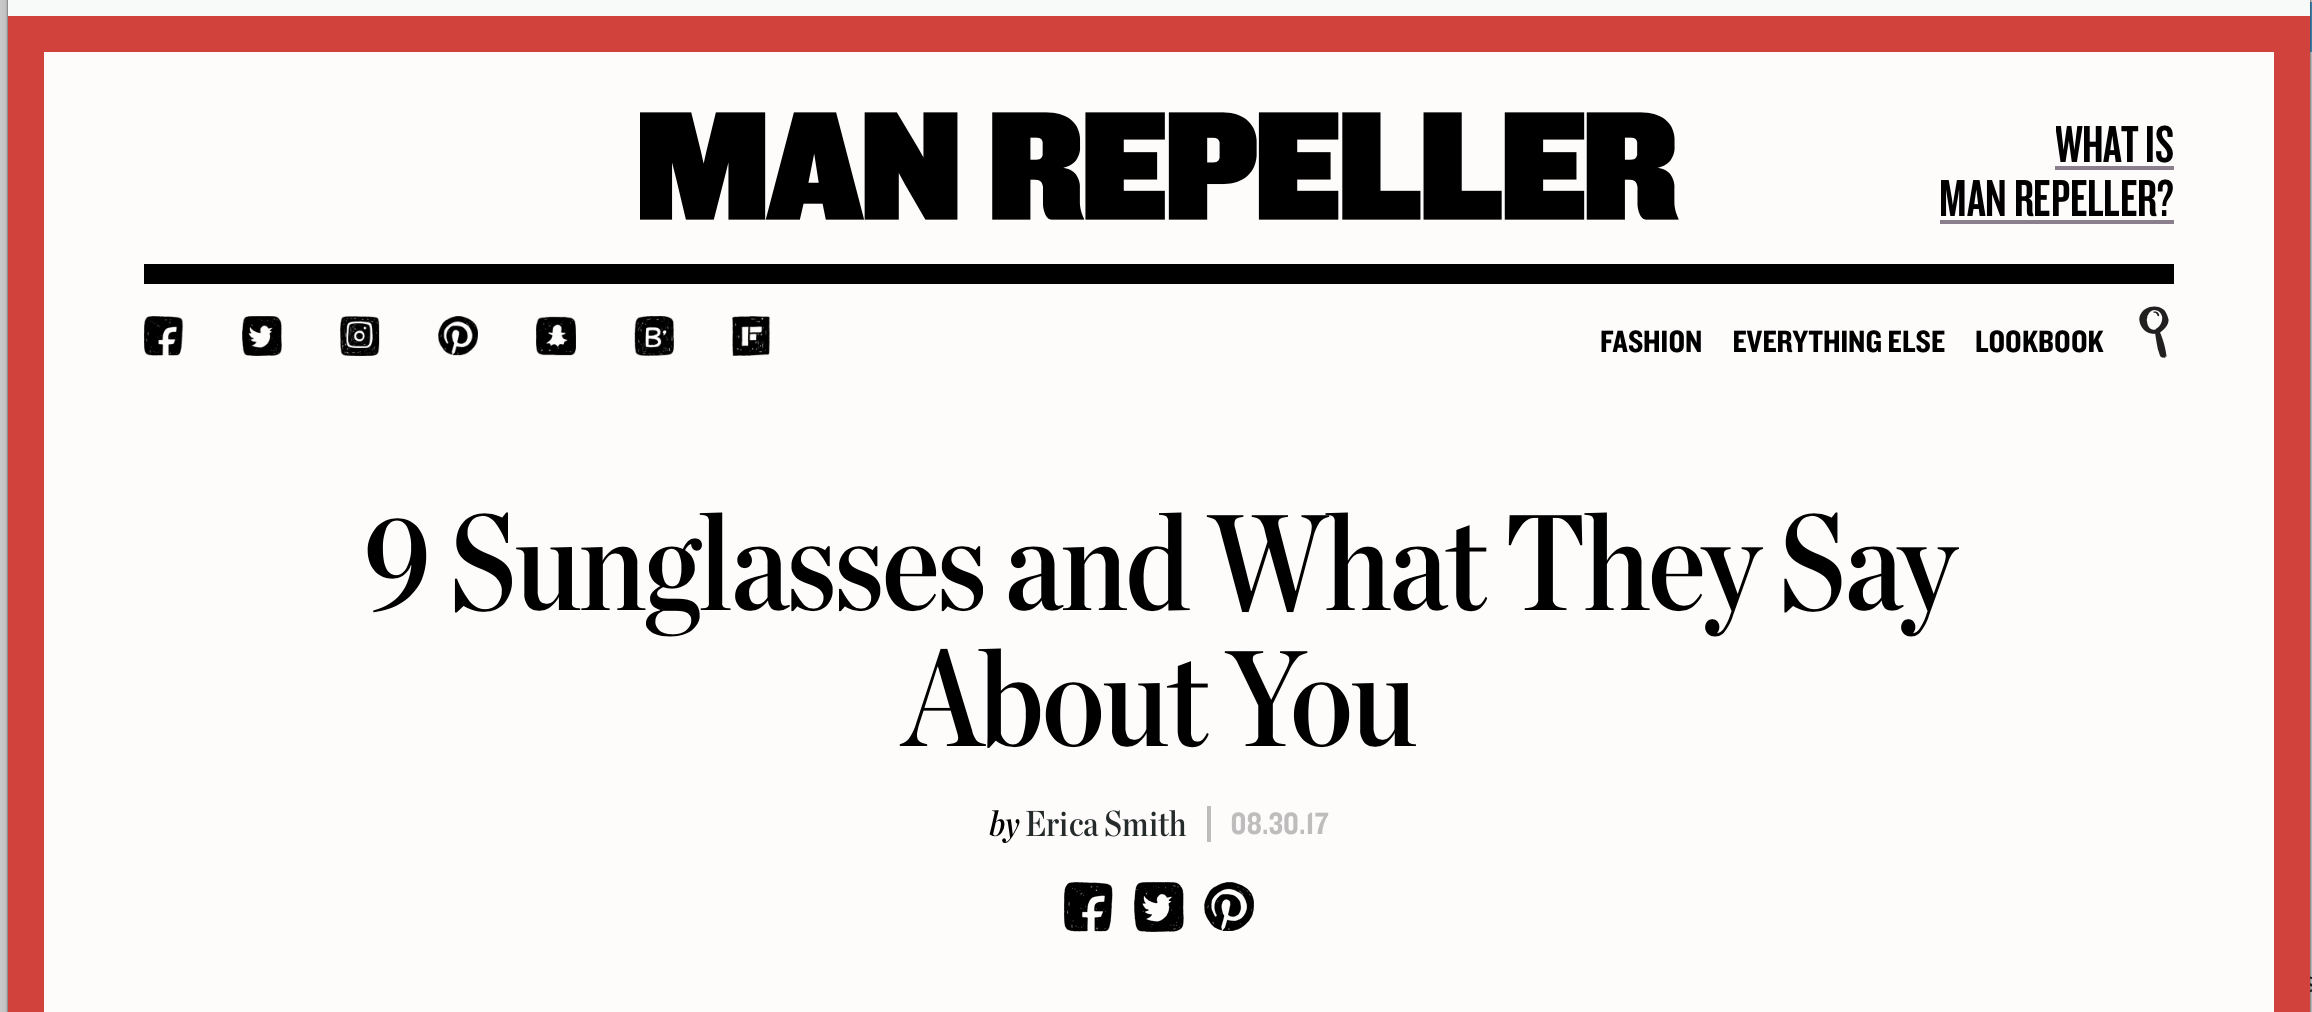 MAN REPELLER
WHAT IS
MAN REPELLER?
FASHION EVERYTHING ELSE LOOKBOOK
9 Sunglasses and What They Say
About You
by Erica Smith | 08.30.17